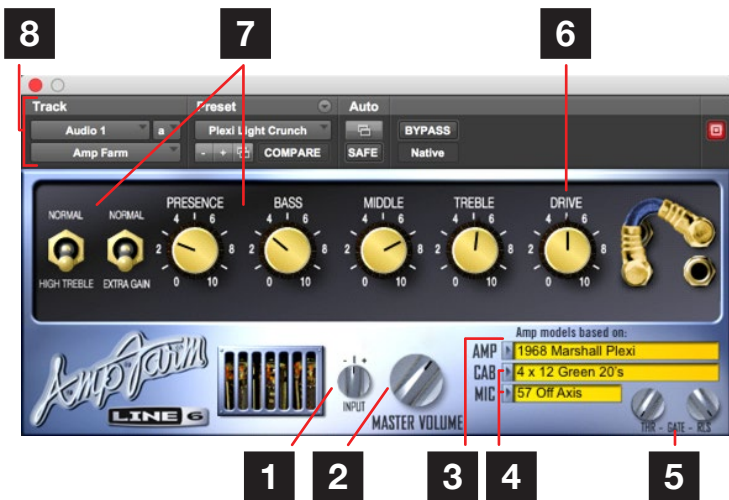 8 7 6
Track Preset Auto
Audio 1 a Plexi Light Crunch BYPASS
Amp Farm - + COMPARE SAFE Native
PRESENCE BASS MIDDLE TREBLE DRIVE
NORMAL NORMAL
4 6 4 6 4 6 4 6 4 6
2 8 2 8 2 8 2 8 2 8
HIGH TREBLE EXTRA GAIN
0 10 0 10 0 10 0 10 0 10
Amp models based on:
AMP 1968 Marshall Plexi
CAB 4 x 12 Green 20's
MIC 57 Off Axis
Amp Farm
LINE 6
- +
INPUT
MASTER VOLUME
THR - GATE - RLS
1 2 3 4 5